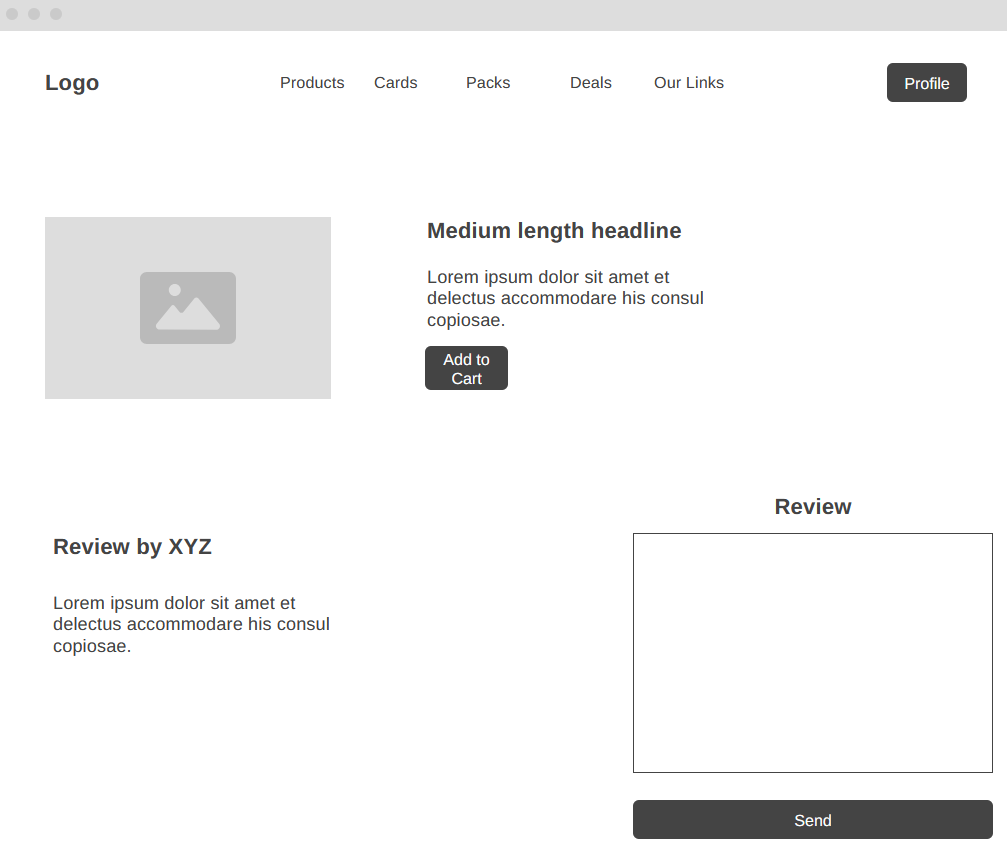 Logo
Products
Cards
Packs
Deals
Our Links
Profile
Medium length headline
Lorem ipsum dolor sit amet et
delectus accommodare his consul
copiosae.
Add to
Cart
Review by XYZ
Lorem ipsum dolor sit amet et
delectus accommodare his consul
copiosae.
Review
Send